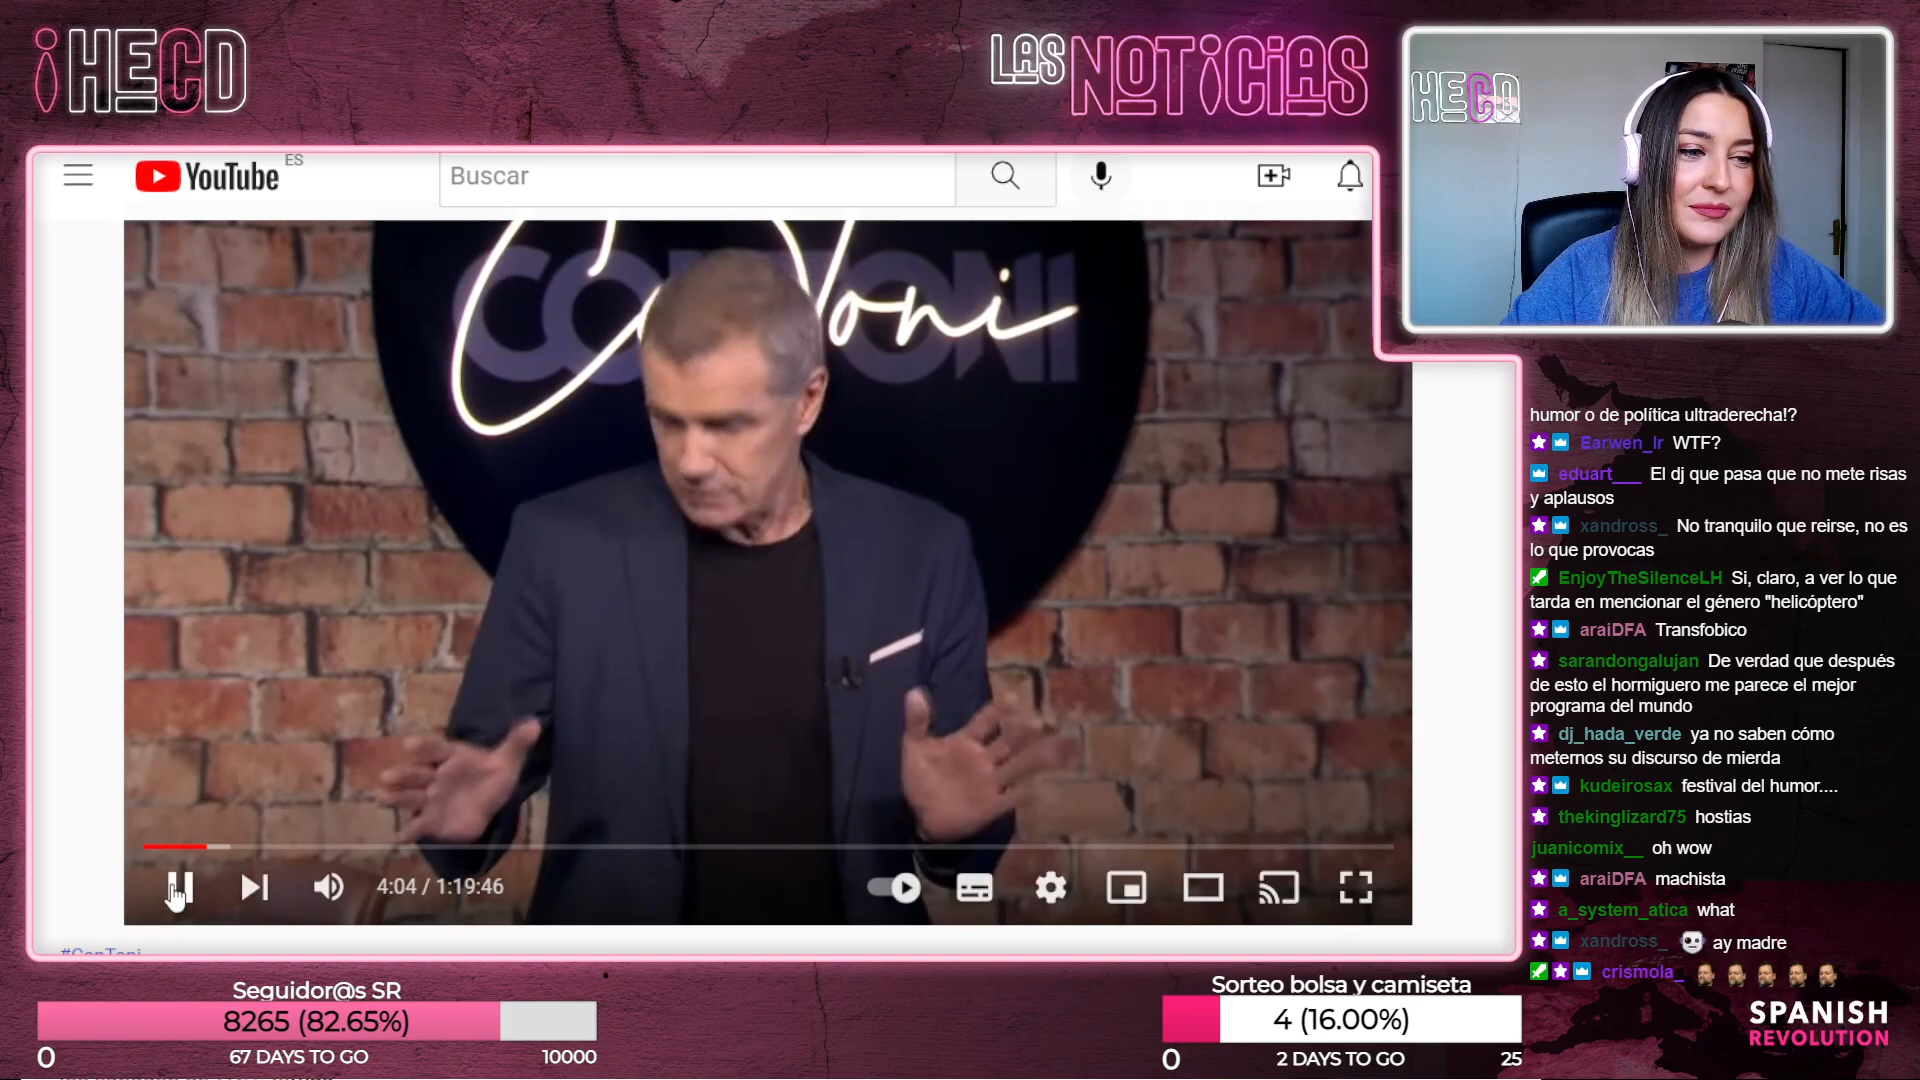 ¡HECD
LAS NOTICIAS
HECD
YouTube ES
Buscar
CONTONI
Con Toni
4:04 / 1:19:46
#ConToni
humor o de política ultraderecha!?
Earwen_Ir WTF?
eduart___ El dj que pasa que no mete risas
y aplausos
xandross_ No tranquilo que reirse, no es
lo que provocas
EnjoyTheSilenceLH Si, claro, a ver lo que
tarda en mencionar el género "helicóptero"
araiDFA Transfobico
sarandongalujan De verdad que después
de esto el hormiguero me parece el mejor
programa del mundo
dj_hada_verde ya no saben cómo
meternos su discurso de mierda
kudeirosax festival del humor....
thekinglizard75 hostias
juanicomix__ oh wow
araiDFA machista
a_system_atica what
xandross_ ay madre
crismola_
Seguidor@s SR
8265 (82.65%)
0 67 DAYS TO GO 10000
Sorteo bolsa y camiseta
4 (16.00%)
0 2 DAYS TO GO 25
SPANISH
REVOLUTION